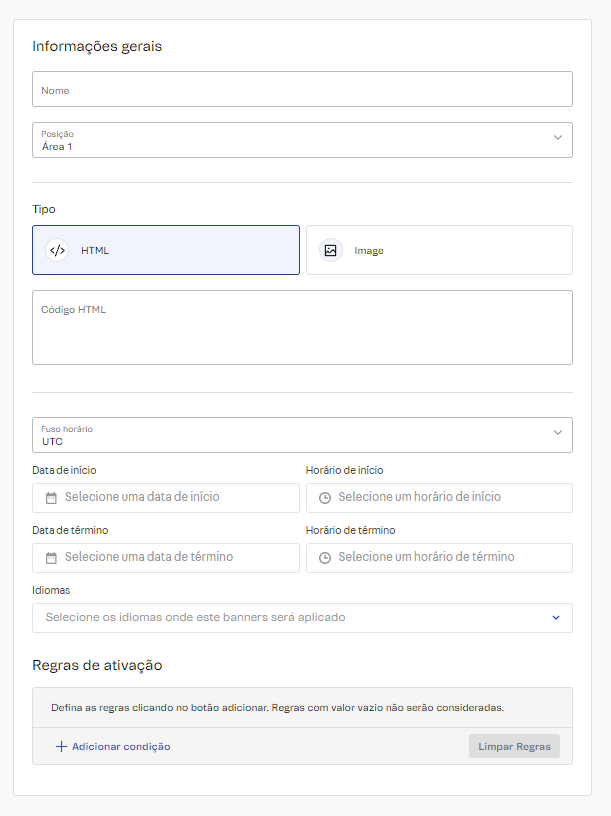 Informações gerais
Nome
Posição
Área 1
Tipo
HTML
Image
Código HTML
Fuso horário
UTC
Data de início
Horário de início
Selecione uma data de início
Selecione um horário de início
Data de término
Horário de término
Selecione uma data de término
Selecione um horário de término
Idiomas
Selecione os idiomas onde este banners será aplicado
Regras de ativação
Defina as regras clicando no botão adicionar. Regras com valor vazio não serão consideradas.
Adicionar condição
Limpar Regras